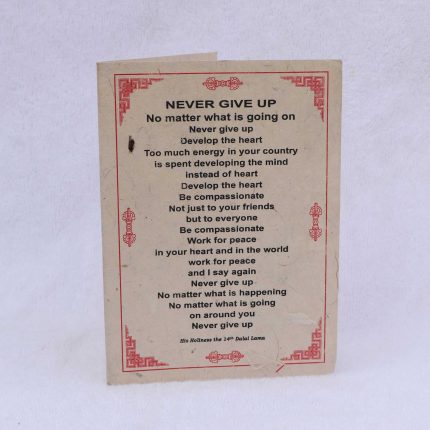 NEVER GIVE UP
No matter what is going on
Never give up
Develop the heart
Too much energy in your country
is spent developing the mind
instead of heart
Develop the heart
Be compassionate
Not just to your friends
but to everyone
Be compassionate
Work for peace
in your heart and in the world
work for peace
and I say again
Never give up
No matter what is happening
No matter what is going
on around you
Never give up
His Holiness the 14th Dalai Lama